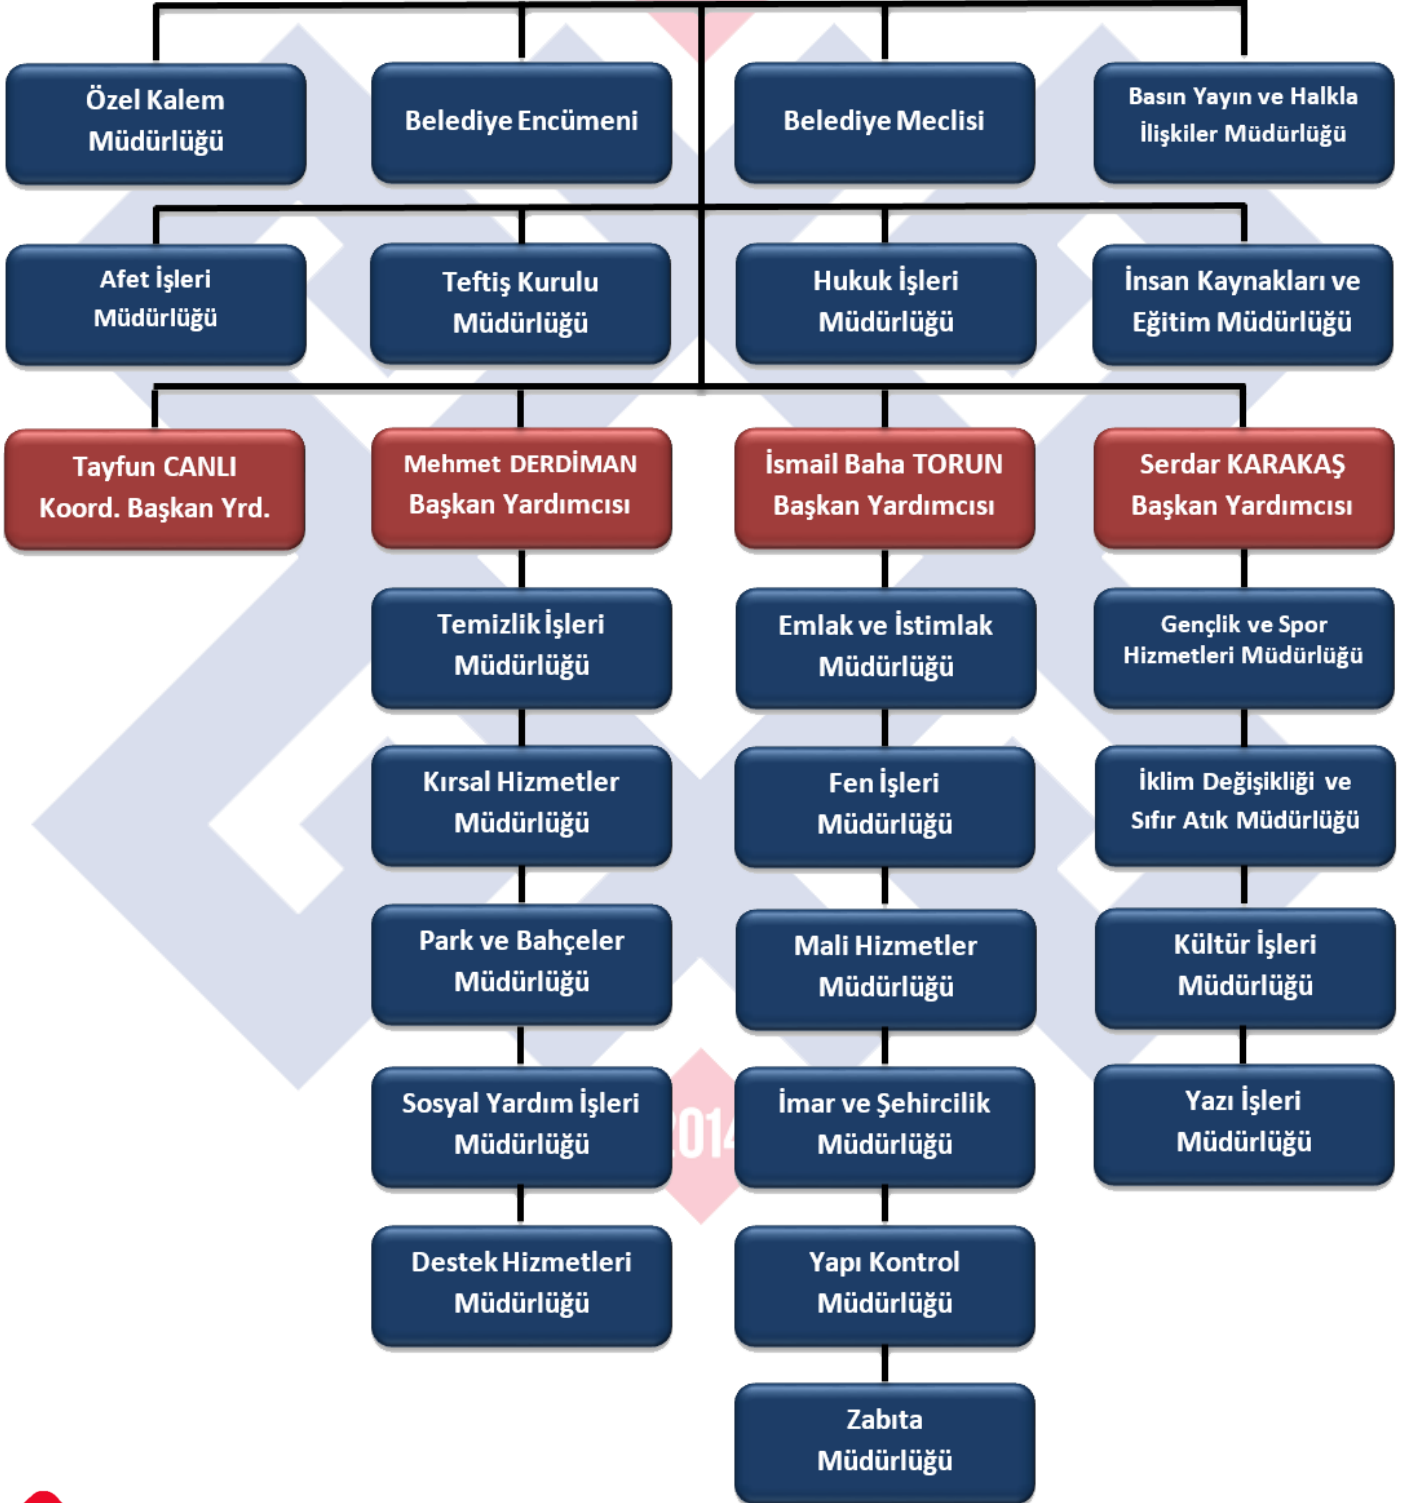 Özel Kalem
Müdürlüğü
Belediye Encümeni
Belediye Meclisi
Basın Yayın ve Halkla
İlişkiler Müdürlüğü
Afet İşleri
Müdürlüğü
Teftiş Kurulu
Müdürlüğü
Hukuk İşleri
Müdürlüğü
İnsan Kaynakları ve
Eğitim Müdürlüğü
Tayfun CANLI
Koord. Başkan Yrd.
Mehmet DERDİMAN
Başkan Yardımcısı
İsmail Baha TORUN
Başkan Yardımcısı
Serdar KARAKAŞ
Başkan Yardımcısı
Temizlik İşleri
Müdürlüğü
Kırsal Hizmetler
Müdürlüğü
Park ve Bahçeler
Müdürlüğü
Sosyal Yardım İşleri
Müdürlüğü
Destek Hizmetleri
Müdürlüğü
Emlak ve İstimlak
Müdürlüğü
Fen İşleri
Müdürlüğü
Mali Hizmetler
Müdürlüğü
İmar ve Şehircilik
Müdürlüğü
Yapı Kontrol
Müdürlüğü
Zabıta
Müdürlüğü
Gençlik ve Spor
Hizmetleri Müdürlüğü
İklim Değişikliği ve
Sıfır Atık Müdürlüğü
Kültür İşleri
Müdürlüğü
Yazı İşleri
Müdürlüğü
2014